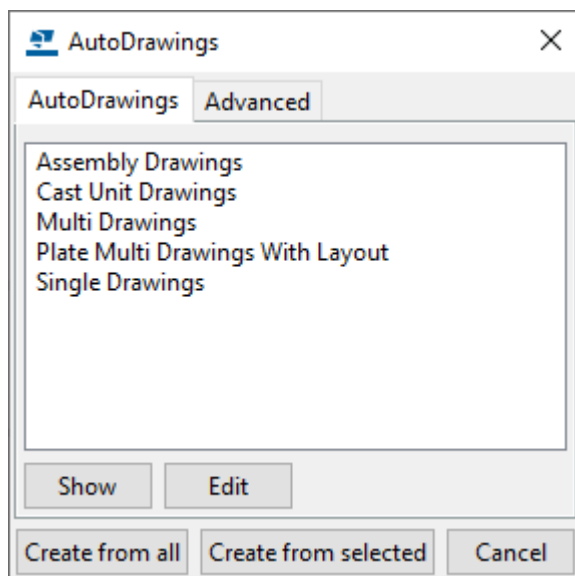 AutoDrawings
AutoDrawings Advanced
Assembly Drawings
Cast Unit Drawings
Multi Drawings
Plate Multi Drawings With Layout
Single Drawings
Show Edit
Create from all Create from selected Cancel